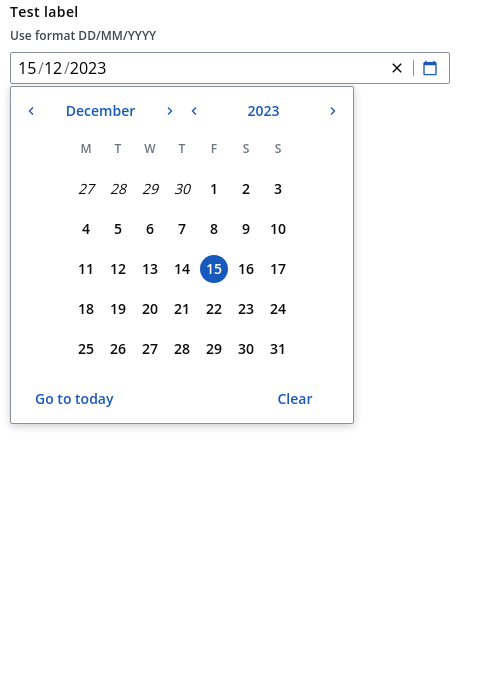 Test label
Use format DD/MM/YYYY
15/12/2023
December 2023
M T W T F S S
27 28 29 30 1 2 3
4 5 6 7 8 9 10
11 12 13 14 15 16 17
18 19 20 21 22 23 24
25 26 27 28 29 30 31
Go to today Clear